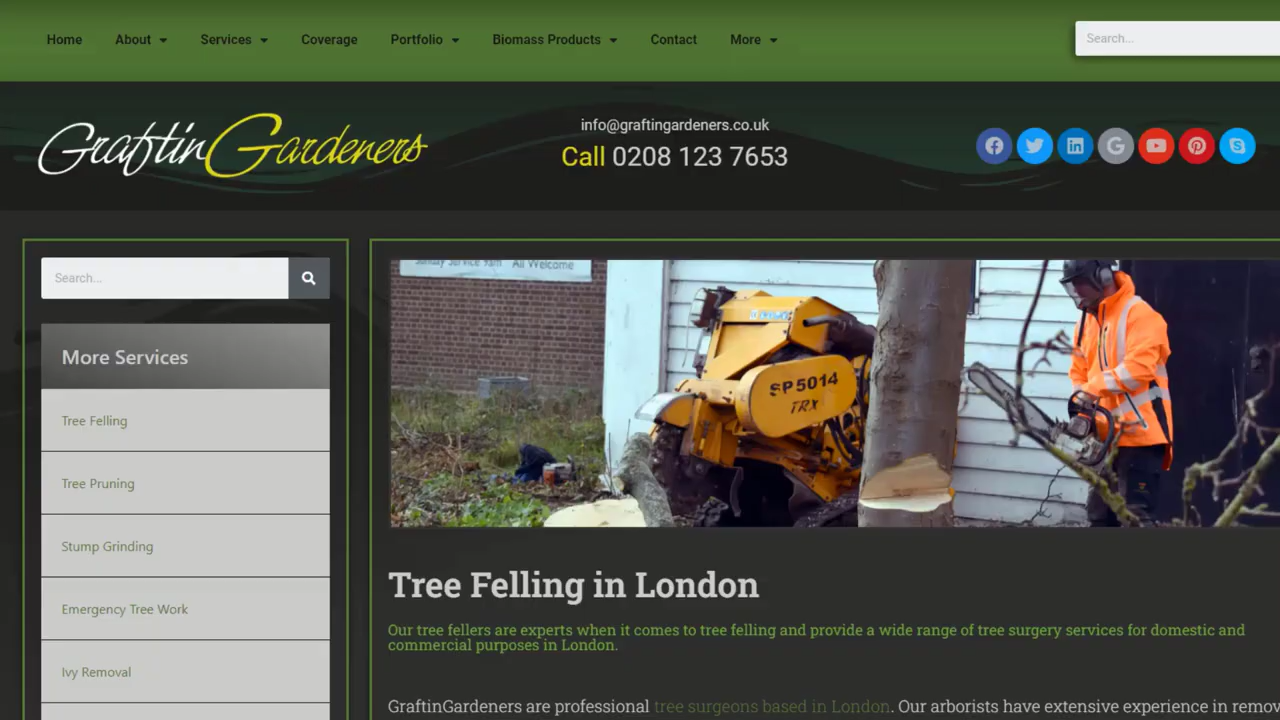 Home About Services Coverage Portfolio Biomass Products Contact More Search...
GraftinGardeners
info@graftingardeners.co.uk
Call 0208 123 7653
Search...
More Services
Tree Felling
Tree Pruning
Stump Grinding
Emergency Tree Work
Ivy Removal
Sunday Service 9am All Welcome
SP5014
TRX
Tree Felling in London
Our tree fellers are experts when it comes to tree felling and provide a wide range of tree surgery services for domestic and
commercial purposes in London.
GraftinGardeners are professional tree surgeons based in London. Our arborists have extensive experience in remov